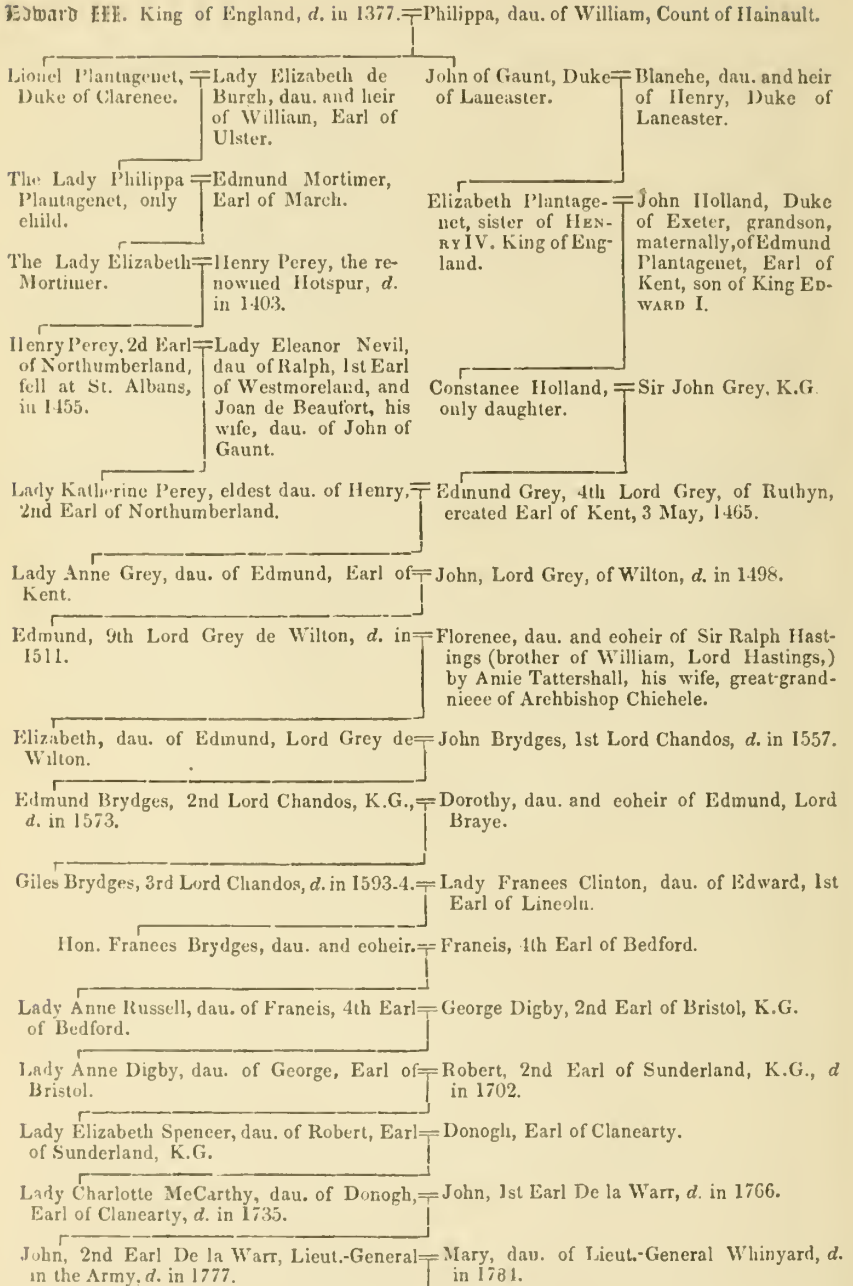 Edward III. King of England, d. in 1377.=Philippa, dau. of William, Count of Hainault.
Lionel Plantagenet,
Duke of Clarence.
=Lady Elizabeth de
Burgh, dau. and heir
of William, Earl of
Ulster.
John of Gaunt, Duke
of Lancaster.
=Blanche, dau. and heir
of Henry, Duke of
Lancaster.
The Lady Philippa
Plantagenet, only
child.
=Edmund Mortimer,
Earl of March.
Elizabeth Plantage-
net, sister of HEN-
RY IV. King of Eng-
land.
=John Holland, Duke
of Exeter, grandson,
maternally, of Edmund
Plantagenet, Earl of
Kent, son of King ED-
WARD I.
The Lady Elizabeth
Mortimer.
=Henry Percy, the re-
nowned Hotspur, d.
in 1403.
Henry Percy, 2d Earl
of Northumberland,
fell at St. Albans,
in 1455.
=Lady Eleanor Nevil,
dau of Ralph, 1st Earl
of Westmoreland, and
Joan de Beaufort, his
wife, dau. of John of
Gaunt.
Constance Holland,
only daughter.
=Sir John Grey, K.G.
Lady Katherine Percy, eldest dau. of Henry,
2nd Earl of Northumberland.
=Edmund Grey, 4th Lord Grey, of Ruthyn,
created Earl of Kent, 3 May, 1465.
Lady Anne Grey, dau. of Edmund, Earl of
Kent.
=John, Lord Grey, of Wilton, d. in 1498.
Edmund, 9th Lord Grey de Wilton, d. in
1511.
=Florence, dau. and coheir of Sir Ralph Hast-
ings (brother of William, Lord Hastings,)
by Amie Tattershall, his wife, great-grand-
niece of Archbishop Chichele.
Elizabeth, dau. of Edmund, Lord Grey de
Wilton.
=John Brydges, 1st Lord Chandos, d. in 1557.
Edmund Brydges, 2nd Lord Chandos, K.G.,
d. in 1573.
=Dorothy, dau. and coheir of Edmund, Lord
Braye.
Giles Brydges, 3rd Lord Chandos, d. in 1593-4.
=Lady Frances Clinton, dau. of Edward, 1st
Earl of Lincoln.
Hon. Frances Brydges, dau. and coheir.=Francis, 4th Earl of Bedford.
Lady Anne Russell, dau. of Francis, 4th Earl
of Bedford.
=George Digby, 2nd Earl of Bristol, K.G.
Lady Anne Digby, dau. of George, Earl of
Bristol.
=Robert, 2nd Earl of Sunderland, K.G., d
in 1702.
Lady Elizabeth Spencer, dau. of Robert, Earl
of Sunderland, K.G.
=Donogh, Earl of Clancarty.
Lady Charlotte McCarthy, dau. of Donogh,
Earl of Clancarty, d. in 1735.
=John, 1st Earl De la Warr, d. in 1766.
John, 2nd Earl De la Warr, Lieut.-General
in the Army, d. in 1777.
=Mary, dau. of Lieut.-General Whinyard, d.
in 1784.